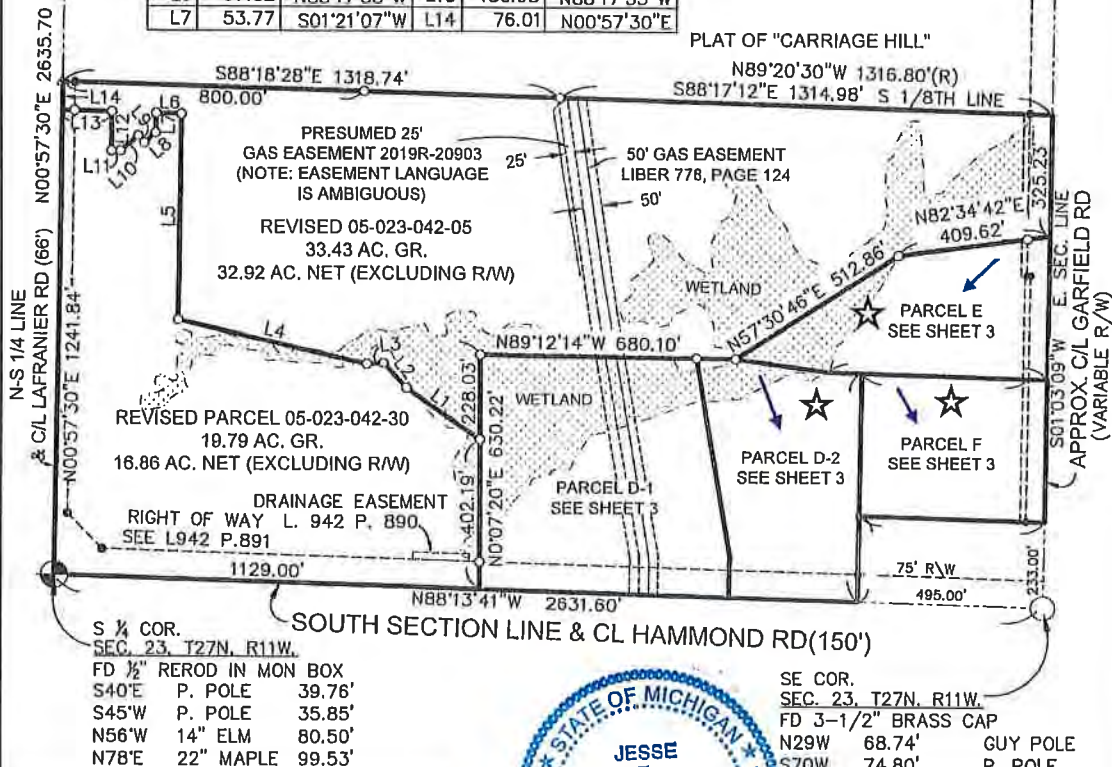 L7 53.77 S01°21'07"W L14 76.01 N00°57'30"E
PLAT OF "CARRIAGE HILL"
N89°20'30"W 1316.80'(R)
S88°18'28"E 1318.74'
S88°17'12"E 1314.98' S 1/8TH LINE
800.00'
L14
L13
L12
L11
L10
L9
L8
L7
L6
L5
PRESUMED 25'
GAS EASEMENT 2019R-20903
(NOTE: EASEMENT LANGUAGE
IS AMBIGUOUS)
25'
50' GAS EASEMENT
LIBER 778, PAGE 124
50'
REVISED 05-023-042-05
33.43 AC. GR.
32.92 AC. NET (EXCLUDING R/W)
N00°57'30"E 2635.70
N-S 1/4 LINE
& C/L LAFRANIER RD (66')
N00°57'30"E 1241.84'
325.23
N82°34'42"E
409.62'
N57°30'46"E 512.86'
WETLAND
PARCEL E
SEE SHEET 3
S01°03'09"W E. SEC. LINE
APPROX. C/L GARFIELD RD
(VARIABLE R/W)
L4
L3
L2
L1
N89°12'14"W 680.10'
228.03'
402.19'
N0°07'20"E 630.22'
WETLAND
REVISED PARCEL 05-023-042-30
19.79 AC. GR.
16.86 AC. NET (EXCLUDING R/W)
PARCEL D-1
SEE SHEET 3
PARCEL D-2
SEE SHEET 3
PARCEL F
SEE SHEET 3
DRAINAGE EASEMENT
RIGHT OF WAY L. 942 P. 890
SEE L942 P.891
1129.00'
75' R\W
495.00'
233.00'
N88°13'41"W 2631.60'
SOUTH SECTION LINE & CL HAMMOND RD(150')
S ¼ COR.
SEC. 23, T27N, R11W,
FD ½" REROD IN MON BOX
S40°E P. POLE 39.76'
S45°W P. POLE 35.85'
N56°W 14" ELM 80.50'
N78°E 22" MAPLE 99.53'
STATE OF MICHIGAN
JESSE
SE COR.
SEC. 23, T27N, R11W,
FD 3-1/2" BRASS CAP
N29W 68.74' GUY POLE
S70W 74.80' P. POLE